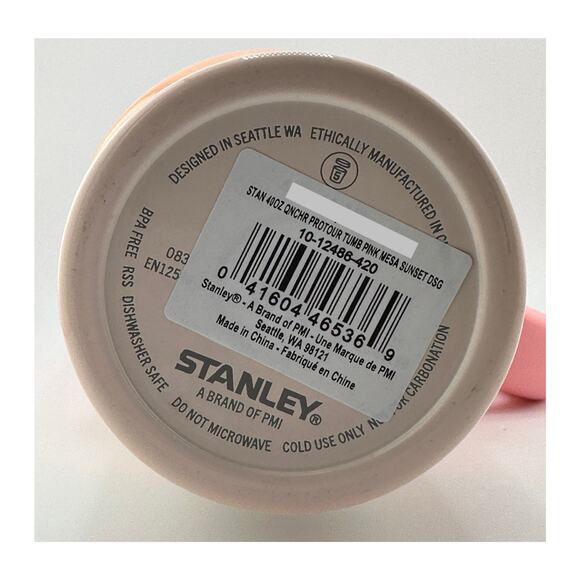 DESIGNED IN SEATTLE WA ETHICALLY MANUFACTURED IN
STAN 40OZ QNCHR PROTOUR TUMB PINK MESA SUNSET DSG
10-12486-420
0 41604 46536 9
Stanley® - A Brand of PMI - Une Marque de PMI
Seattle, WA 98121
Made in China - Fabriqué en Chine
083
EN125
STANLEY®
A BRAND OF PMI
BPA FREE RSS DISHWASHER SAFE DO NOT MICROWAVE COLD USE ONLY CARBONATION